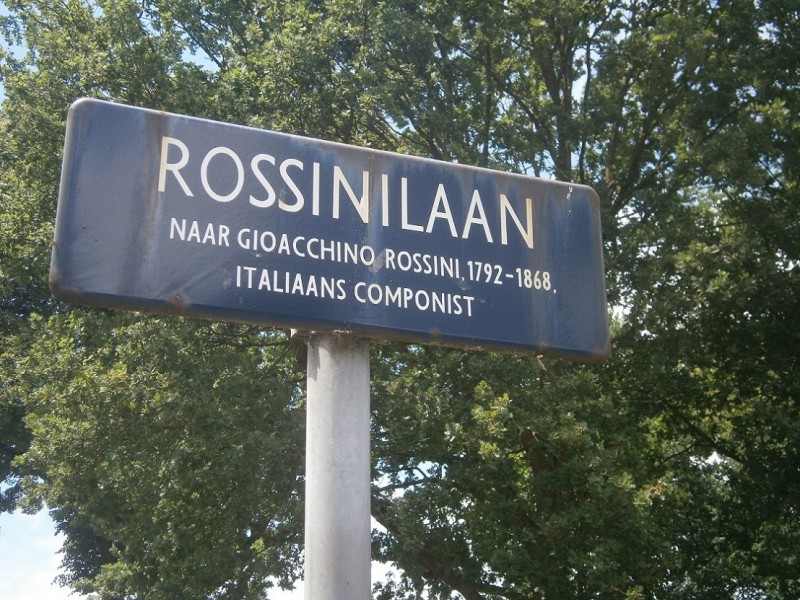 ROSSINILAAN
NAAR GIOACCHINO ROSSINI, 1792-1868,
ITALIAANS COMPONIST